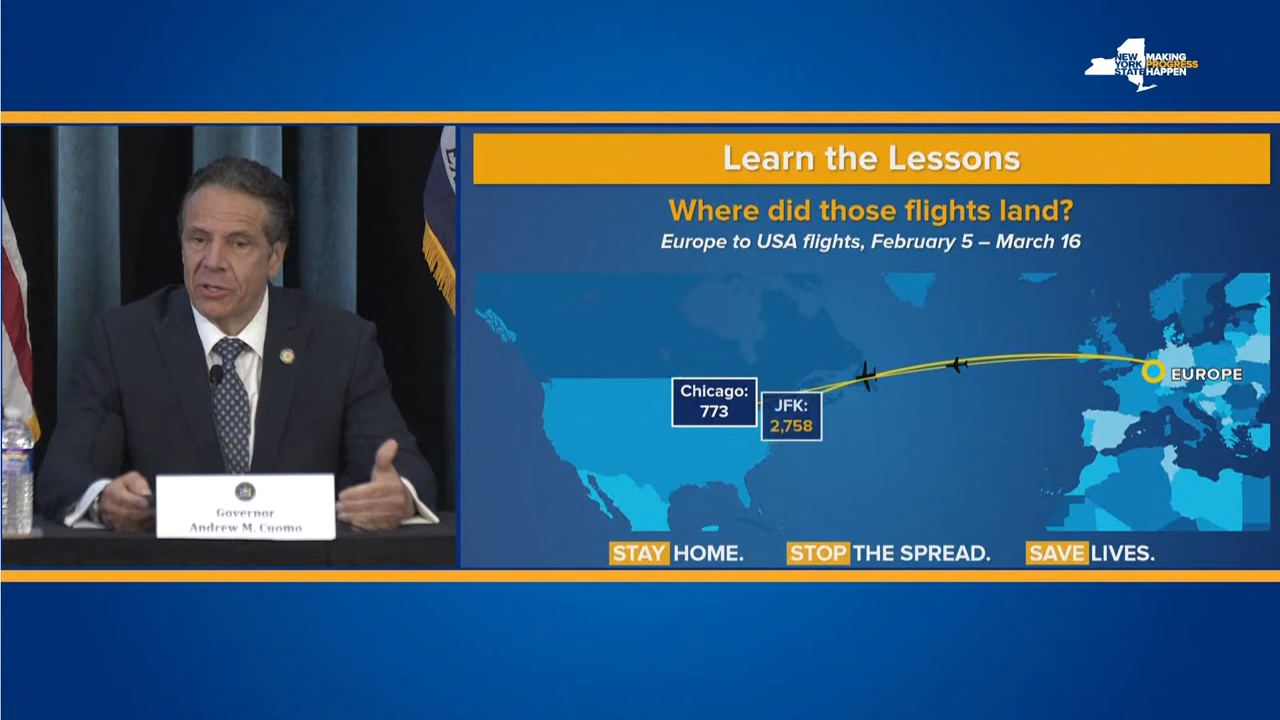 NEW
YORK
STATE
MAKING
PROGRESS
HAPPEN
Learn the Lessons
Where did those flights land?
Europe to USA flights, February 5 – March 16
Chicago:
773
JFK:
2,758
EUROPE
Governor
Andrew M. Cuomo
STAY HOME. STOP THE SPREAD. SAVE LIVES.